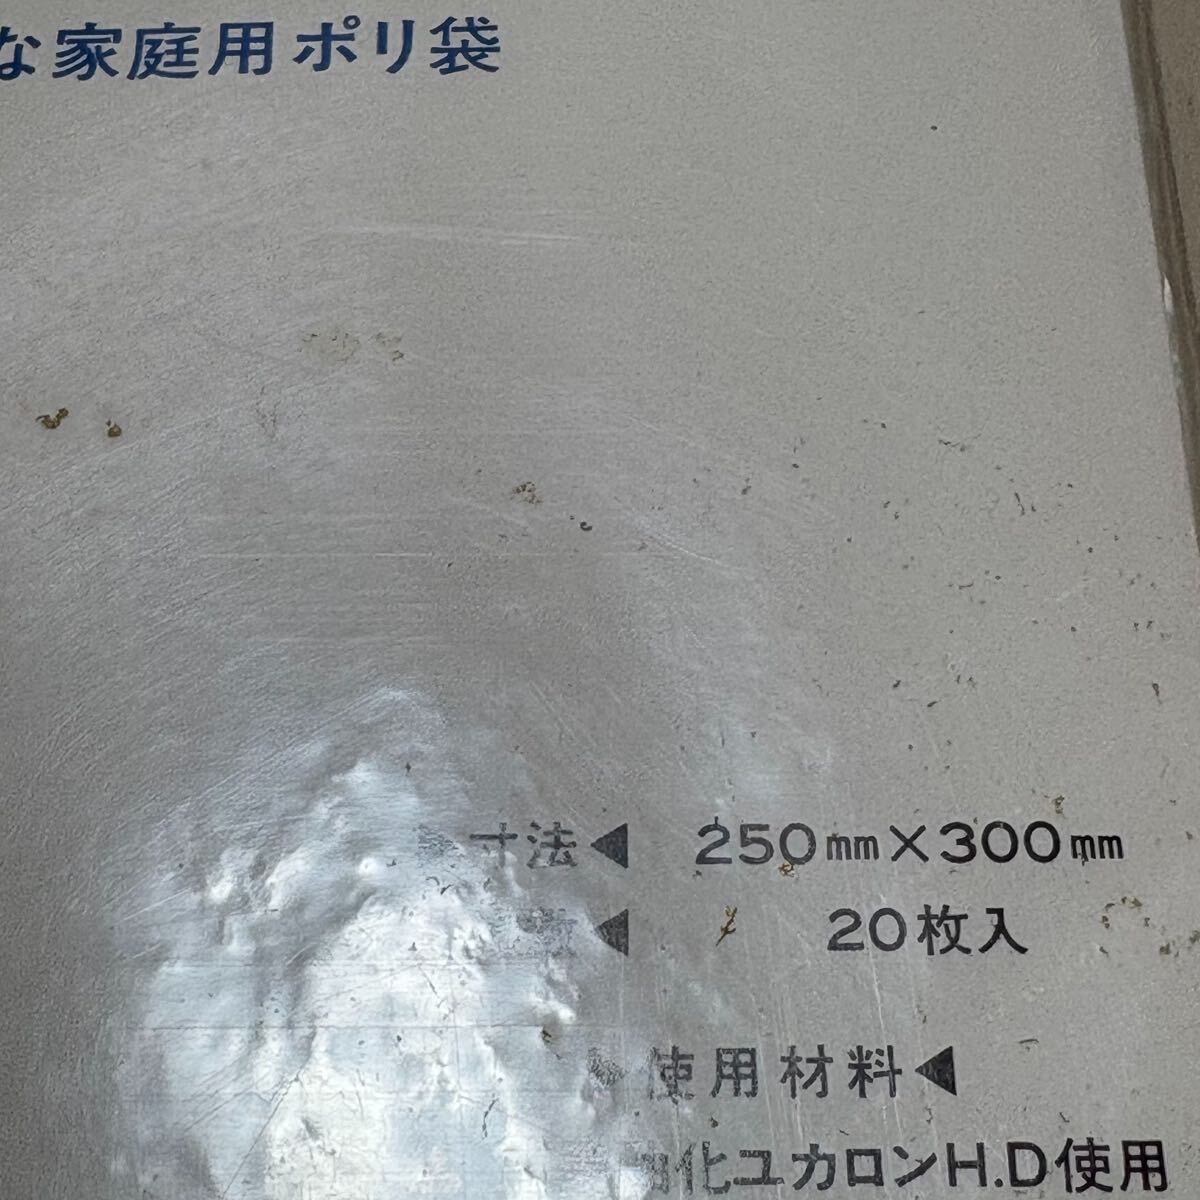 な家庭用ポリ袋
▶寸法◀ 250mm×300mm
◀ 20枚入
▶使用材料◀
化ユカロンH.D使用